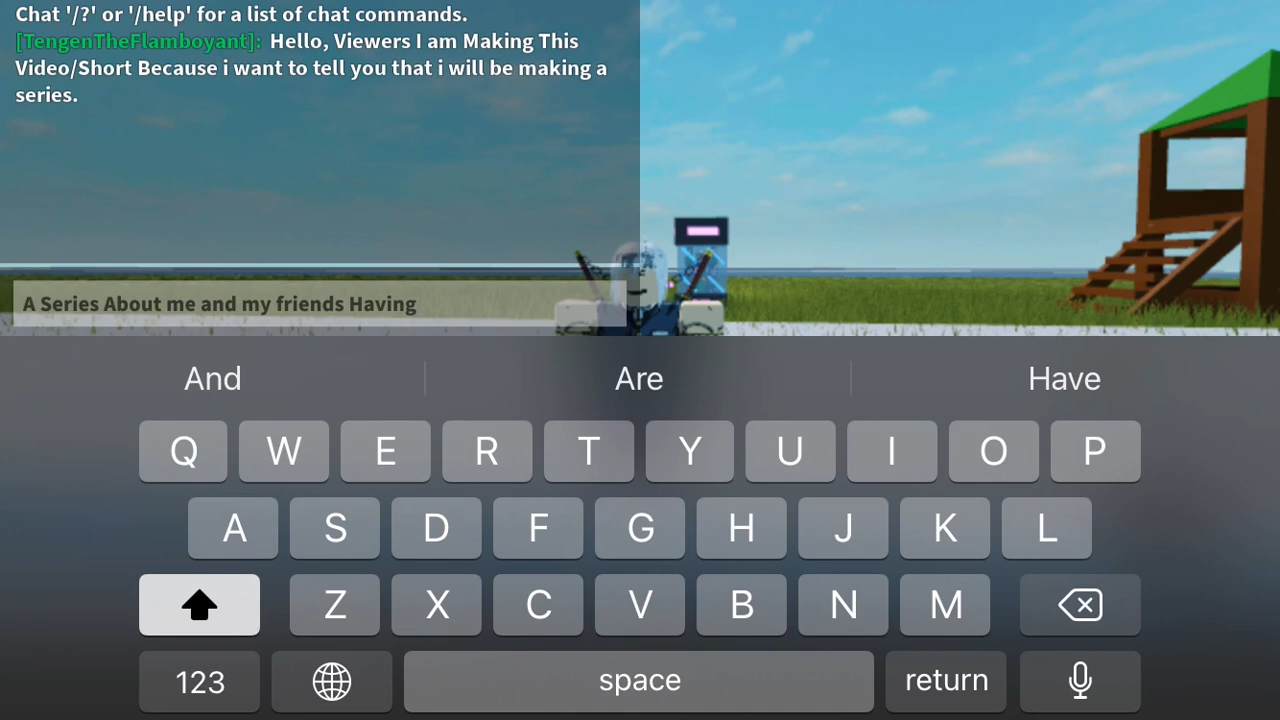 Chat '/?' or '/help' for a list of chat commands.
[TengenTheFlamboyant]: Hello, Viewers I am Making This
Video/Short Because i want to tell you that i will be making a
series.
A Series About me and my friends Having
And Are Have
Q W E R T Y U I O P
A S D F G H J K L
Z X C V B N M
123 space return